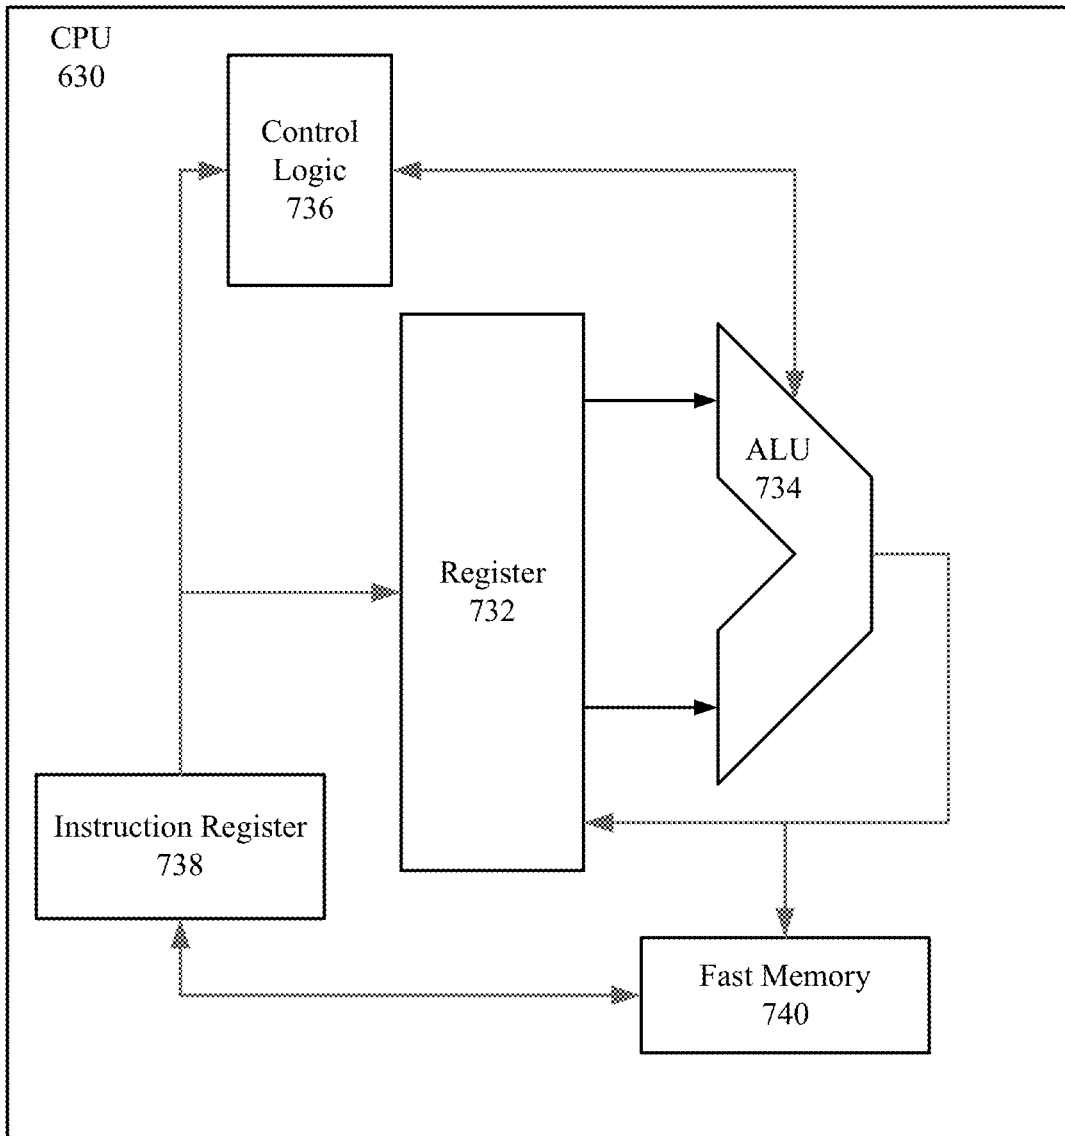 CPU
630
Control
Logic
736
ALU
734
Register
732
Instruction Register
738
Fast Memory
740